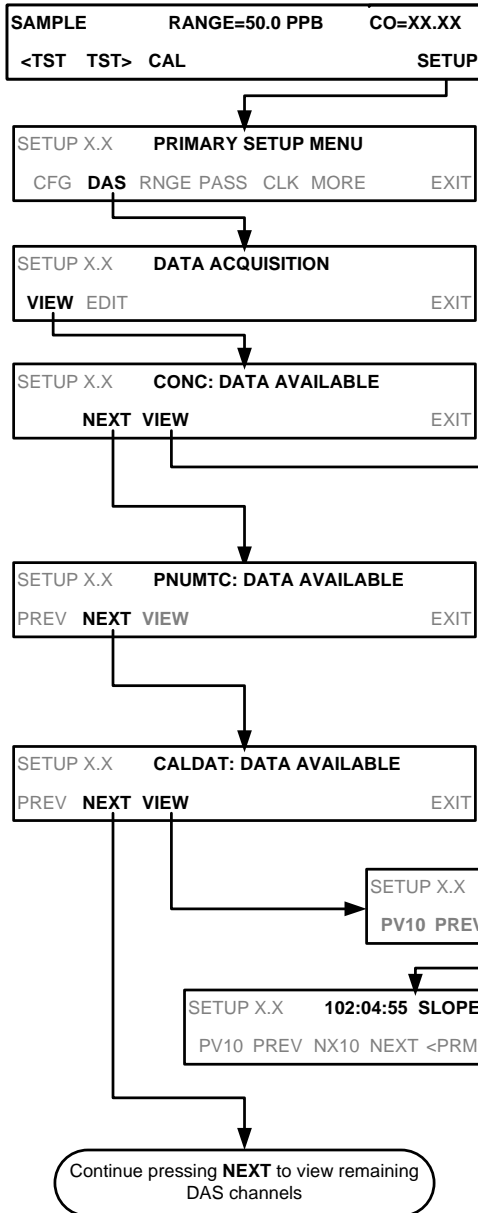 SAMPLE RANGE=50.0 PPB CO=XX.XX
<TST TST> CAL SETUP
SETUP X.X PRIMARY SETUP MENU
CFG DAS RNGE PASS CLK MORE EXIT
SETUP X.X DATA ACQUISITION
VIEW EDIT EXIT
SETUP X.X CONC: DATA AVAILABLE
NEXT VIEW EXIT
SETUP X.X PNUMTC: DATA AVAILABLE
PREV NEXT VIEW EXIT
SETUP X.X CALDAT: DATA AVAILABLE
PREV NEXT VIEW EXIT
SETUP X.X
PV10 PREV
SETUP X.X 102:04:55 SLOPE
PV10 PREV NX10 NEXT <PRM
Continue pressing NEXT to view remaining
DAS channels